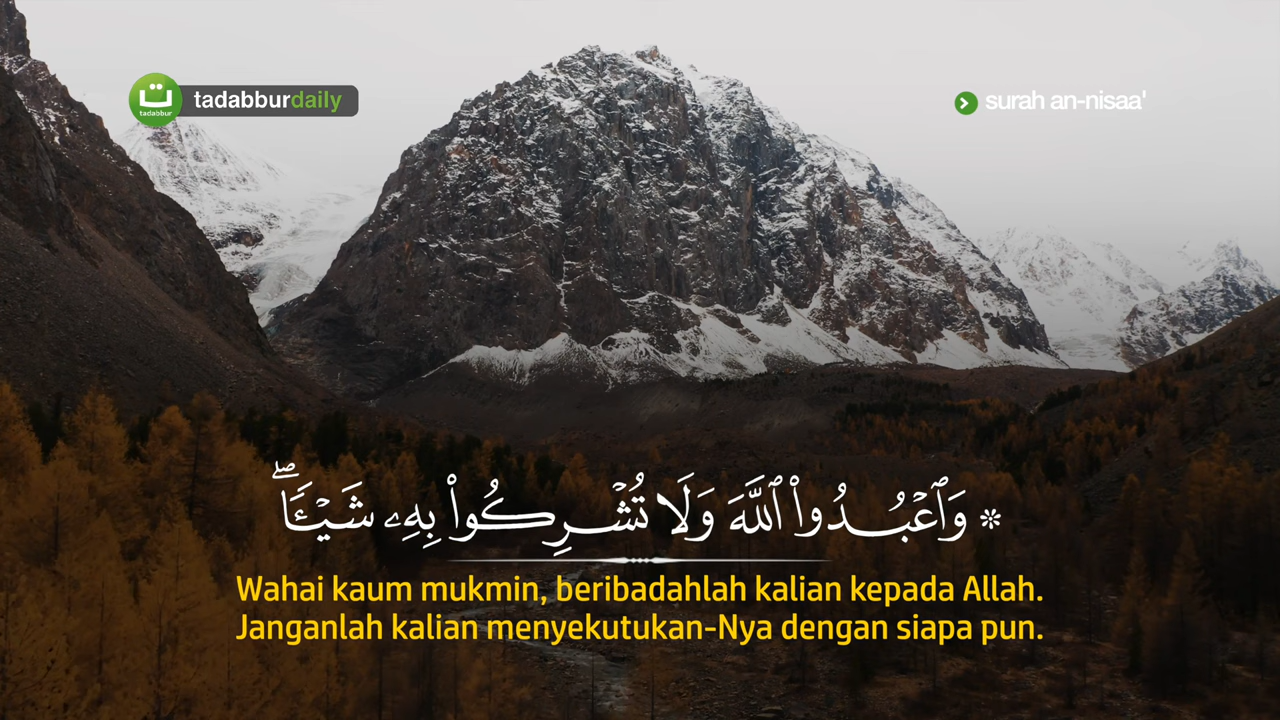 ت
tadabbur
tadabburdaily
surah an-nisaa'
۞ وَٱعْبُدُوا۟ ٱللَّهَ وَلَا تُشْرِكُوا۟ بِهِۦ شَيْـًٔا ۖ
Wahai kaum mukmin, beribadahlah kalian kepada Allah.
Janganlah kalian menyekutukan-Nya dengan siapa pun.